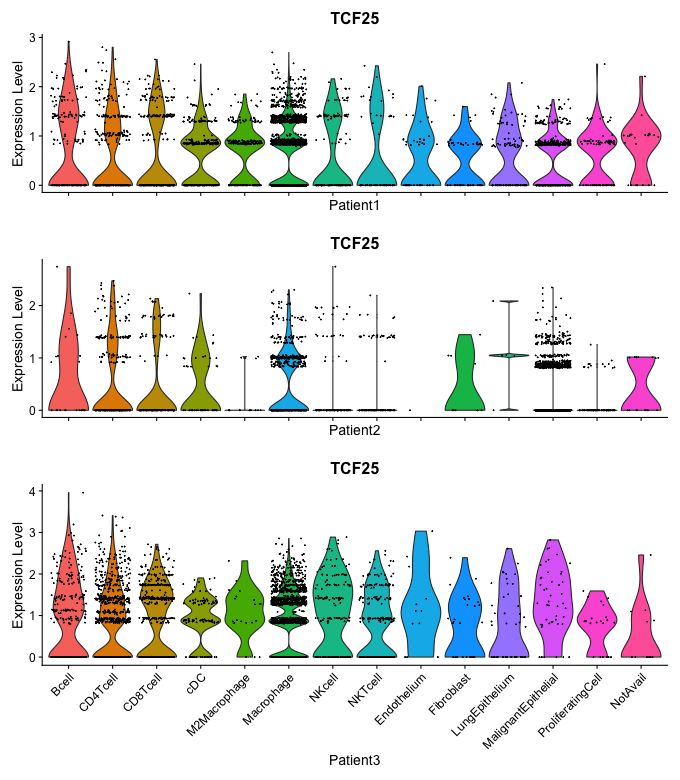 TCF25
Expression Level
3
2
1
0
Patient1
TCF25
Expression Level
2
1
0
Patient2
TCF25
Expression Level
4
3
2
1
0
Bcell
CD4Tcell
CD8Tcell
cDC
M2Macrophage
Macrophage
NKcell
NKTcell
Endothelium
Fibroblast
LungEpithelium
MalignantEpithelial
ProliferatingCell
NotAvail
Patient3